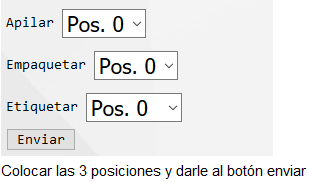 Apilar Pos. 0
Empaquetar Pos. 0
Etiquetar Pos. 0
Enviar
Colocar las 3 posiciones y darle al botón enviar